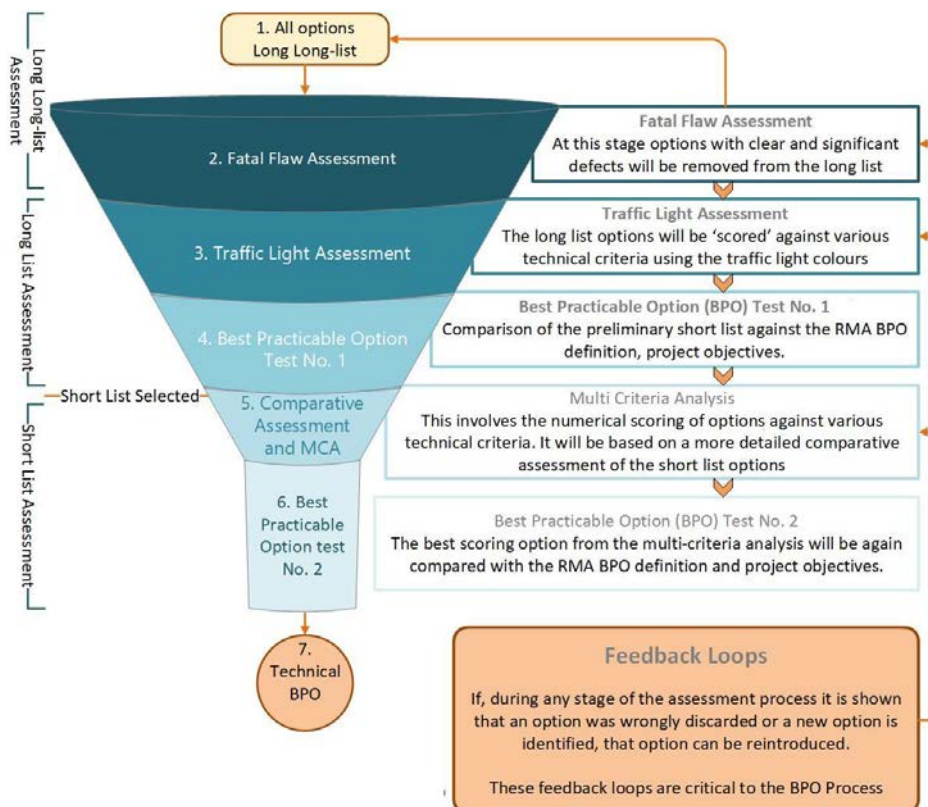 1. All options
Long Long-list
Long Long-list
Assessment
2. Fatal Flaw Assessment
Fatal Flaw Assessment
At this stage options with clear and significant
defects will be removed from the long list
Long List Assessment
3. Traffic Light Assessment
Traffic Light Assessment
The long list options will be ‘scored’ against various
technical criteria using the traffic light colours
4. Best Practicable Option
Test No. 1
Best Practicable Option (BPO) Test No. 1
Comparison of the preliminary short list against the RMA BPO
definition, project objectives.
Short List Selected
Short List Assessment
5. Comparative
Assessment
and MCA
Multi Criteria Analysis
This involves the numerical scoring of options against various
technical criteria. It will be based on a more detailed comparative
assessment of the short list options
6. Best
Practicable
Option test
No. 2
Best Practicable Option (BPO) Test No. 2
The best scoring option from the multi-criteria analysis will be again
compared with the RMA BPO definition and project objectives.
7.
Technical
BPO
Feedback Loops
If, during any stage of the assessment process it is shown
that an option was wrongly discarded or a new option is
identified, that option can be reintroduced.
These feedback loops are critical to the BPO Process